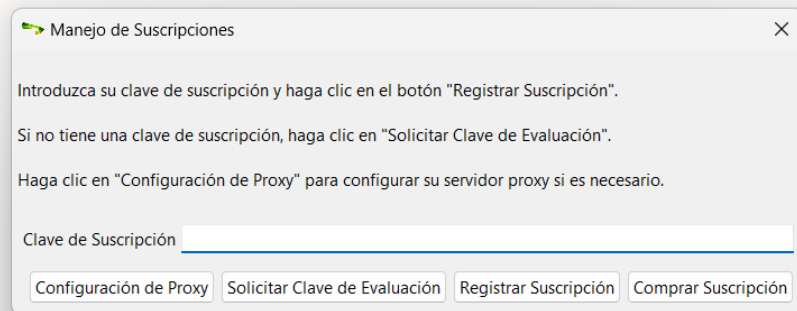 Manejo de Suscripciones
Introduzca su clave de suscripción y haga clic en el botón "Registrar Suscripción".
Si no tiene una clave de suscripción, haga clic en "Solicitar Clave de Evaluación".
Haga clic en "Configuración de Proxy" para configurar su servidor proxy si es necesario.
Clave de Suscripción
Configuración de Proxy Solicitar Clave de Evaluación Registrar Suscripción Comprar Suscripción